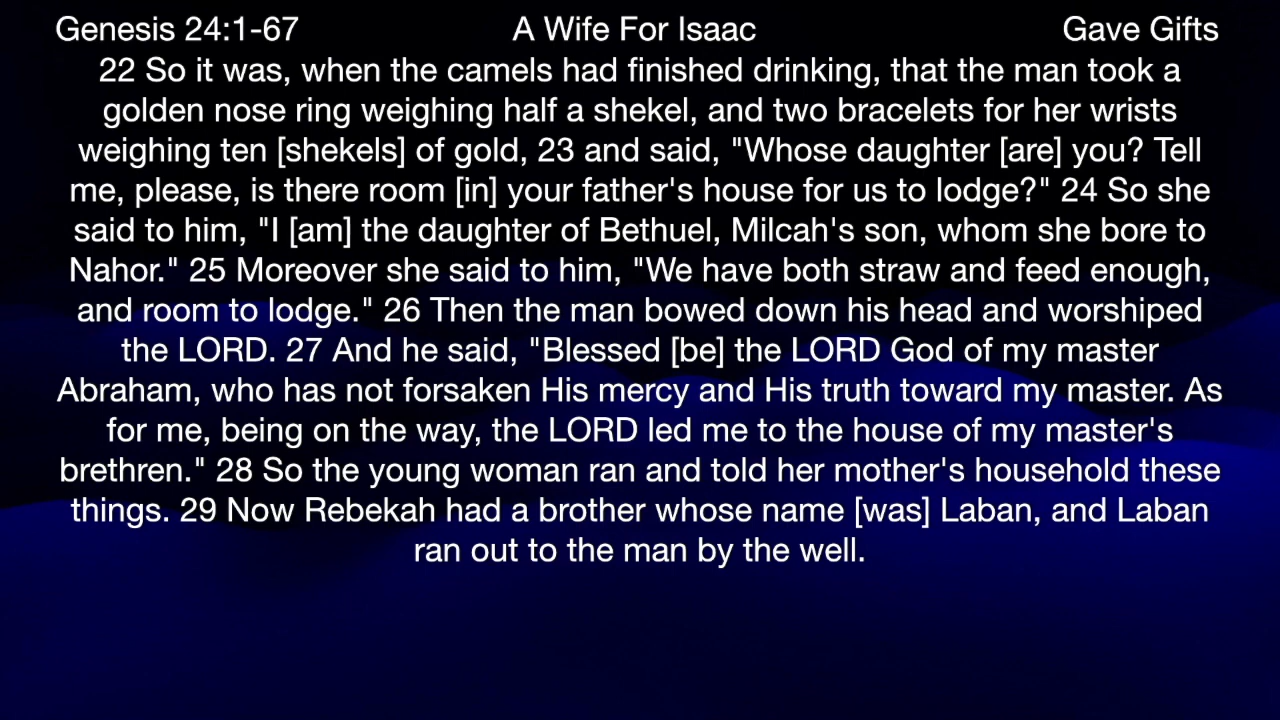 Genesis 24:1-67 A Wife For Isaac Gave Gifts
22 So it was, when the camels had finished drinking, that the man took a
golden nose ring weighing half a shekel, and two bracelets for her wrists
weighing ten [shekels] of gold, 23 and said, "Whose daughter [are] you? Tell
me, please, is there room [in] your father's house for us to lodge?" 24 So she
said to him, "I [am] the daughter of Bethuel, Milcah's son, whom she bore to
Nahor." 25 Moreover she said to him, "We have both straw and feed enough,
and room to lodge." 26 Then the man bowed down his head and worshiped
the LORD. 27 And he said, "Blessed [be] the LORD God of my master
Abraham, who has not forsaken His mercy and His truth toward my master. As
for me, being on the way, the LORD led me to the house of my master's
brethren." 28 So the young woman ran and told her mother's household these
things. 29 Now Rebekah had a brother whose name [was] Laban, and Laban
ran out to the man by the well.